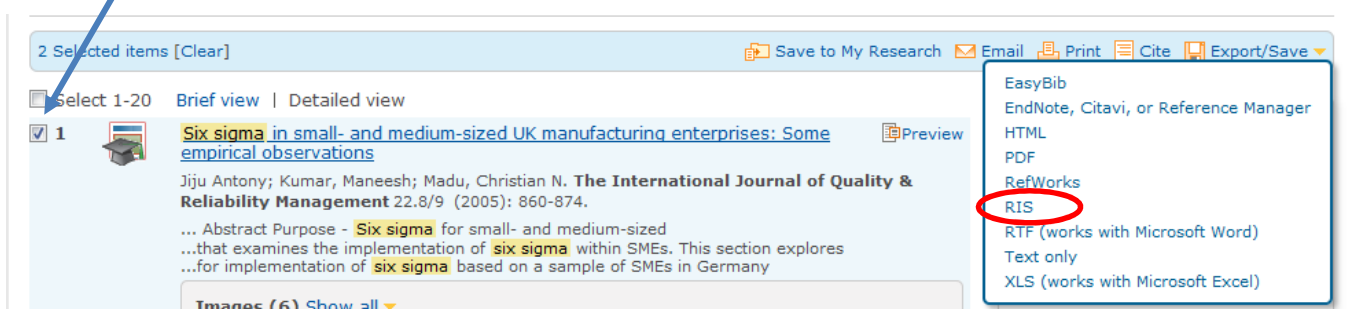 2 Selected items [Clear] Save to My Research Email Print Cite Export/Save
Select 1-20 Brief view | Detailed view
1 Six sigma in small- and medium-sized UK manufacturing enterprises: Some Preview
empirical observations
Jiju Antony; Kumar, Maneesh; Madu, Christian N. The International Journal of Quality &
Reliability Management 22.8/9 (2005): 860-874.
... Abstract Purpose - Six sigma for small- and medium-sized
...that examines the implementation of six sigma within SMEs. This section explores
...for implementation of six sigma based on a sample of SMEs in Germany
Images (6) Show all
EasyBib
EndNote, Citavi, or Reference Manager
HTML
PDF
RefWorks
RIS
RTF (works with Microsoft Word)
Text only
XLS (works with Microsoft Excel)